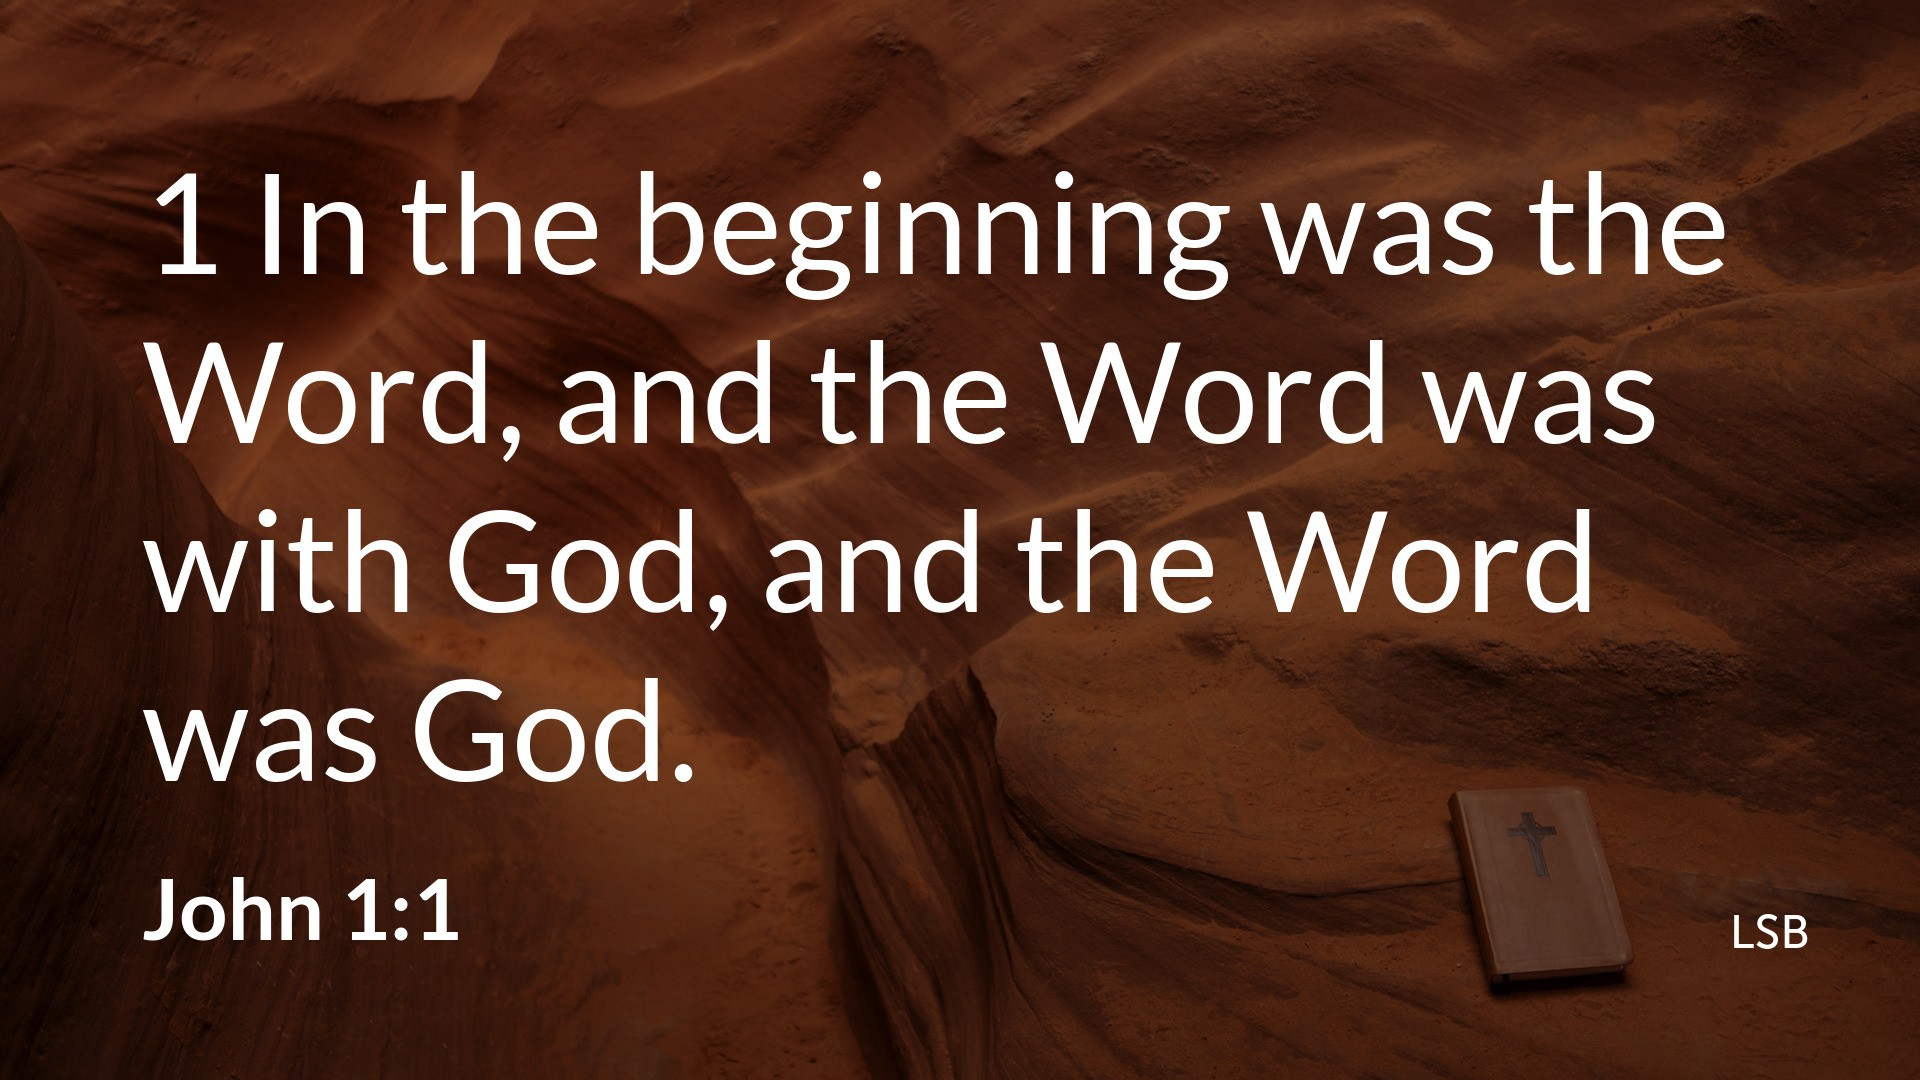 1 In the beginning was the
Word, and the Word was
with God, and the Word
was God.
John 1:1
LSB